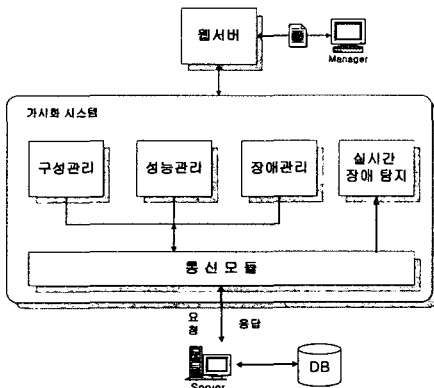 웹서버
Manager
가시화 시스템
구성관리
성능관리
장애관리
실시간
장애 탐지
통신모듈
요청
응답
Server
DB